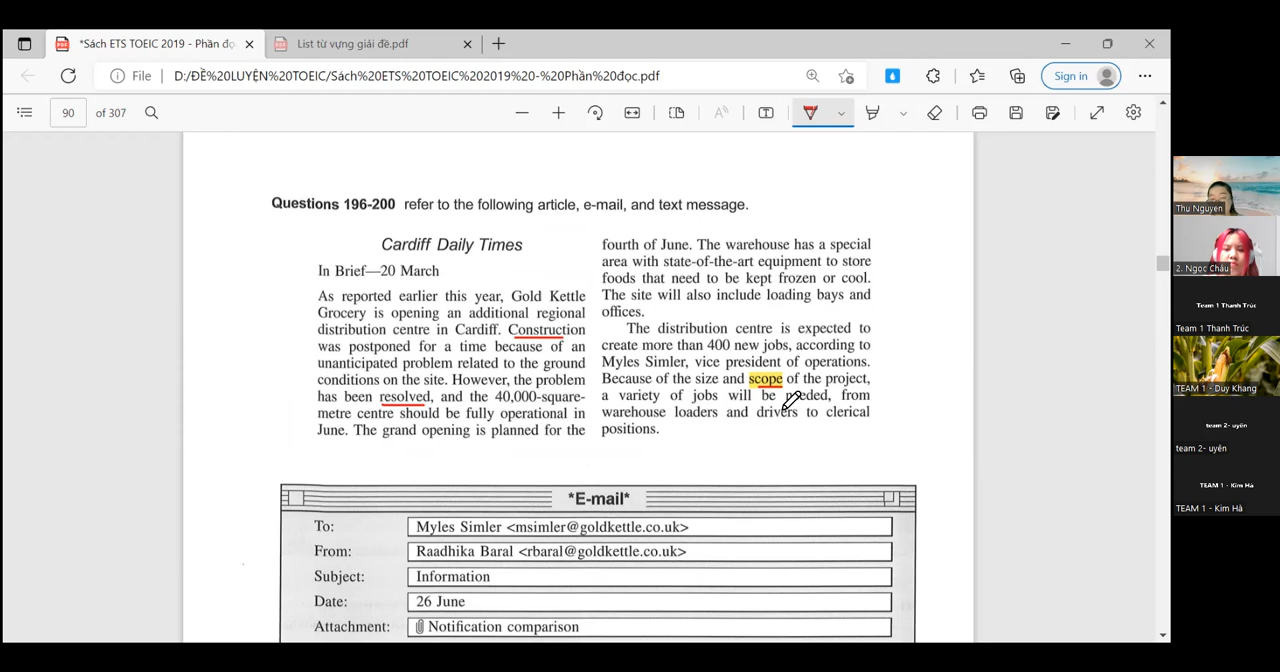 *Sách ETS TOEIC 2019 - Phần đọ
List từ vựng giải đề.pdf
File
D:/ĐỀ%20LUYỆN%20TOEIC/Sách%20ETS%20TOEIC%202019%20-%20Phần%20đọc.pdf
Sign in
90
of 307
Questions 196-200 refer to the following article, e-mail, and text message.
Cardiff Daily Times
In Brief—20 March
As reported earlier this year, Gold Kettle
Grocery is opening an additional regional
distribution centre in Cardiff. Construction
was postponed for a time because of an
unanticipated problem related to the ground
conditions on the site. However, the problem
has been resolved, and the 40,000-square-
metre centre should be fully operational in
June. The grand opening is planned for the
fourth of June. The warehouse has a special
area with state-of-the-art equipment to store
foods that need to be kept frozen or cool.
The site will also include loading bays and
offices.
The distribution centre is expected to
create more than 400 new jobs, according to
Myles Simler, vice president of operations.
Because of the size and scope of the project,
a variety of jobs will be needed, from
warehouse loaders and drivers to clerical
positions.
*E-mail*
To: Myles Simler <msimler@goldkettle.co.uk>
From: Raadhika Baral <rbaral@goldkettle.co.uk>
Subject: Information
Date: 26 June
Attachment: Notification comparison
Thu Nguyen
2. Ngọc Châu
Team 1 Thanh Trúc
Team 1 Thanh Trúc
TEAM 1 - Duy Khang
team 2- uyên
team 2- uyên
TEAM 1 - Kim Hà
TEAM 1 - Kim Hà